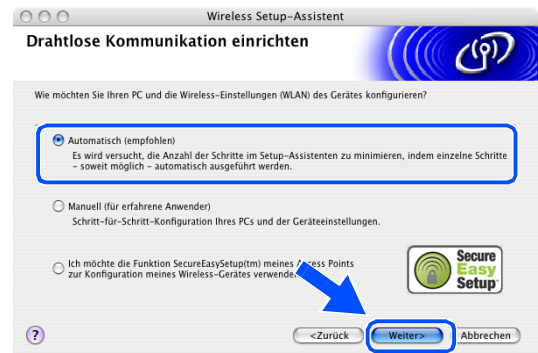 Wireless Setup-Assistent
Drahtlose Kommunikation einrichten
Wie möchten Sie Ihren PC und die Wireless-Einstellungen (WLAN) des Gerätes konfigurieren?
Automatisch (empfohlen)
Es wird versucht, die Anzahl der Schritte im Setup-Assistenten zu minimieren, indem einzelne Schritte
- soweit möglich - automatisch ausgeführt werden.
Manuell (für erfahrene Anwender)
Schritt-für-Schritt-Konfiguration Ihres PCs und der Geräteeinstellungen.
Ich möchte die Funktion SecureEasySetup(tm) meines Access Points
zur Konfiguration meines Wireless-Gerätes
Secure
Easy
Setup
?
<Zurück
Weiter>
Abbrechen